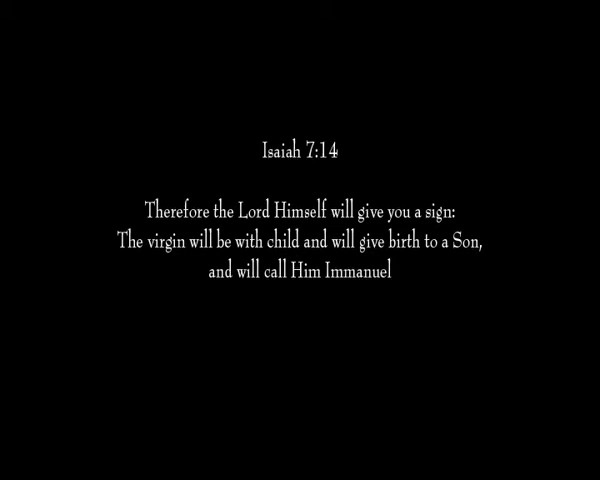 Isaiah 7:14
Therefore the Lord Himself will give you a sign:
The virgin will be with child and will give birth to a Son,
and will call Him Immanuel